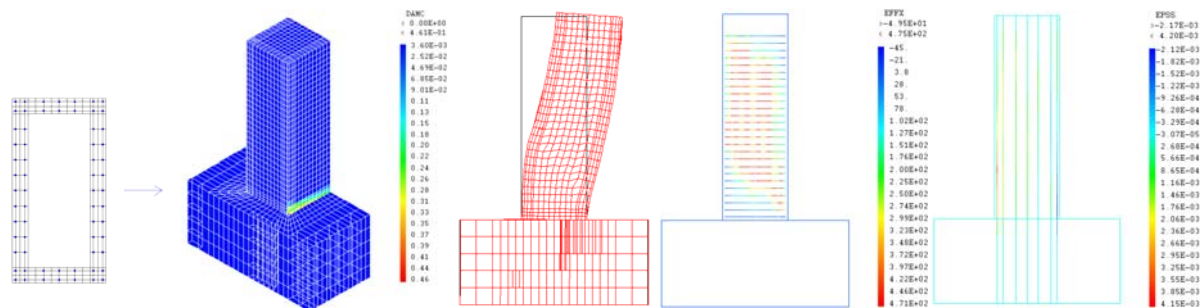 DAMC
> 0.00E+00
< 4.61E-01
3.60E-03
2.52E-02
4.69E-02
6.85E-02
9.01E-02
0.11
0.13
0.15
0.18
0.20
0.22
0.24
0.26
0.28
0.31
0.33
0.35
0.37
0.39
0.41
0.44
0.46
EFFX
>-4.95E+01
< 4.75E+02
-45.
-21.
3.8
28.
53.
78.
1.02E+02
1.27E+02
1.51E+02
1.76E+02
2.00E+02
2.25E+02
2.50E+02
2.74E+02
2.99E+02
3.23E+02
3.48E+02
3.72E+02
3.97E+02
4.22E+02
4.46E+02
4.71E+02
EPSS
>-2.17E-03
< 4.20E-03
-2.12E-03
-1.82E-03
-1.52E-03
-1.22E-03
-9.26E-04
-6.28E-04
-3.29E-04
-3.07E-05
2.68E-04
5.66E-04
8.65E-04
1.16E-03
1.46E-03
1.76E-03
2.06E-03
2.36E-03
2.66E-03
2.95E-03
3.25E-03
3.55E-03
3.85E-03
4.15E-03